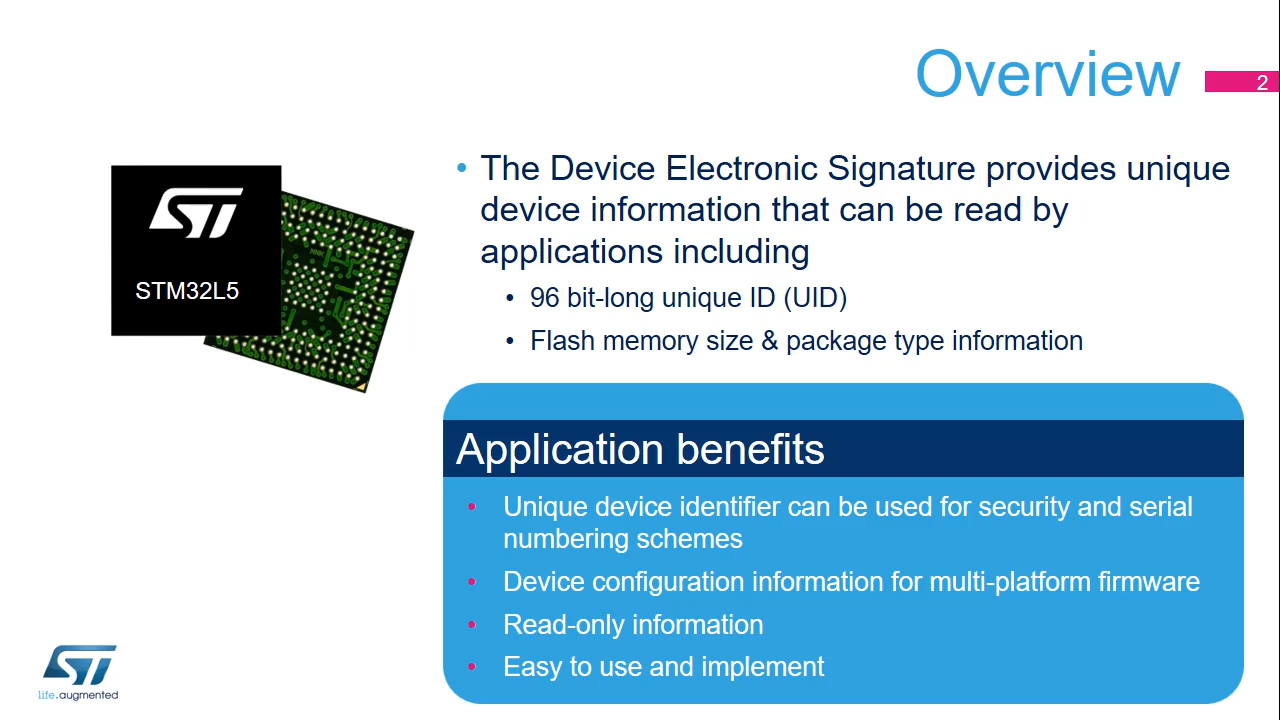 Overview
2
• The Device Electronic Signature provides unique
device information that can be read by
applications including
• 96 bit-long unique ID (UID)
• Flash memory size & package type information
ST
STM32L5
Application benefits
• Unique device identifier can be used for security and serial
numbering schemes
• Device configuration information for multi-platform firmware
• Read-only information
• Easy to use and implement
ST
life.augmented